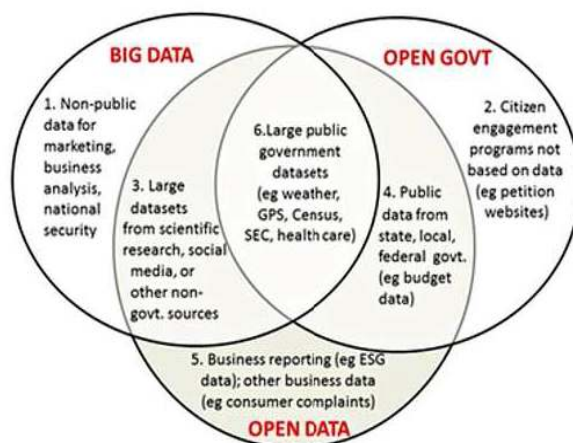 BIG DATA
OPEN GOVT
1. Non-public
data for
marketing,
business
analysis,
national
security
2. Citizen
engagement
programs not
based on data
(eg petition
websites)
6.Large public
government
datasets
(eg weather,
GPS, Census,
SEC, health care)
3. Large
datasets
from scientific
research, social
media, or
other non-
govt. sources
4. Public
data from
state, local,
federal govt.
(eg budget
data)
5. Business reporting (eg ESG
data); other business data
(eg consumer complaints)
OPEN DATA